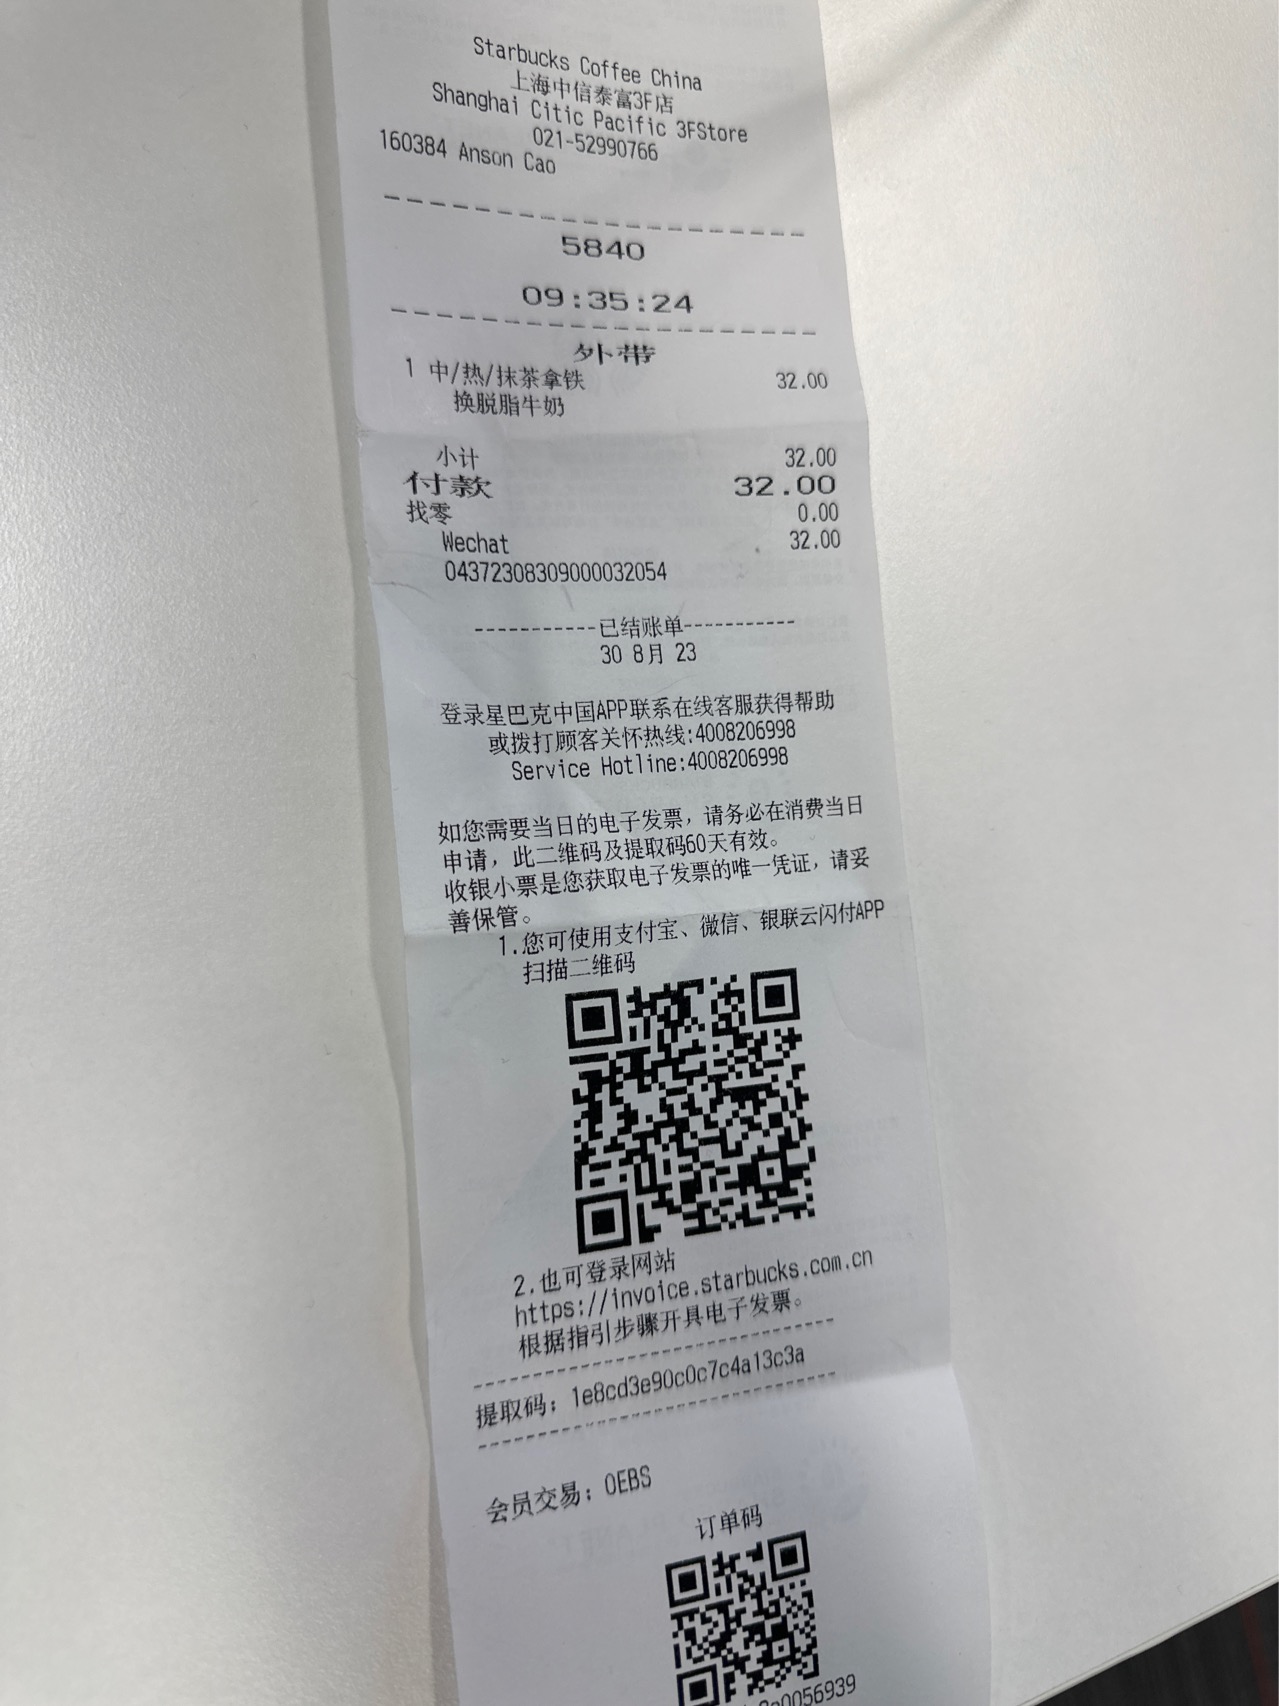 Starbucks Coffee China
上海中信泰富3F店
Shanghai Citic Pacific 3FStore
021-52990766
160384 Anson Cao
5840
09:35:24
外带
1 中/热/抹茶拿铁 32.00
换脱脂牛奶
小计 32.00
付款 32.00
找零 0.00
Wechat 32.00
04372308309000032054
-----------已结账单-----------
30 8月 23
登录星巴克中国APP联系在线客服获得帮助
或拨打顾客关怀热线:4008206998
Service Hotline:4008206998
如您需要当日的电子发票，请务必在消费当日
申请，此二维码及提取码60天有效。
收银小票是您获取电子发票的唯一凭证，请妥
善保管。
1.您可使用支付宝、微信、银联云闪付APP
扫描二维码
2.也可登录网站
https://invoice.starbucks.com.cn
根据指引步骤开具电子发票。
提取码：1e8cd3e90c0c7c4a13c3a
会员交易：OEBS
订单码